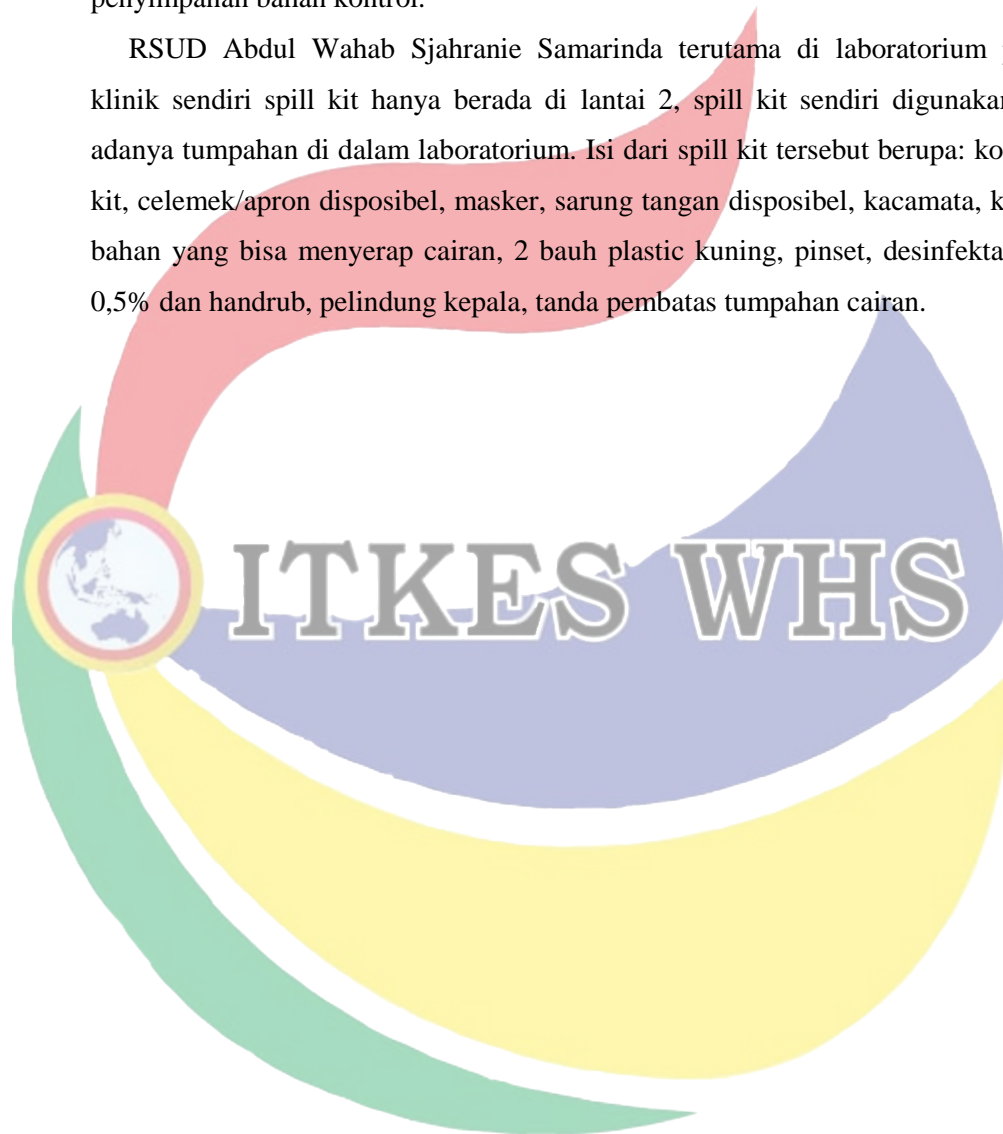 penyimpanan bahan kontrol.
RSUD Abdul Wahab Sjahranie Samarinda terutama di laboratorium
klinik sendiri spill kit hanya berada di lantai 2, spill kit sendiri digunakan
adanya tumpahan di dalam laboratorium. Isi dari spill kit tersebut berupa:
kit, celemek/apron disposibel, masker, sarung tangan disposibel, kacamata,
bahan yang bisa menyerap cairan, 2 bauh plastic kuning, pinset,
0,5% dan handrub, pelindung kepala, tanda pembatas tumpahan cairan.
ITKES WHS